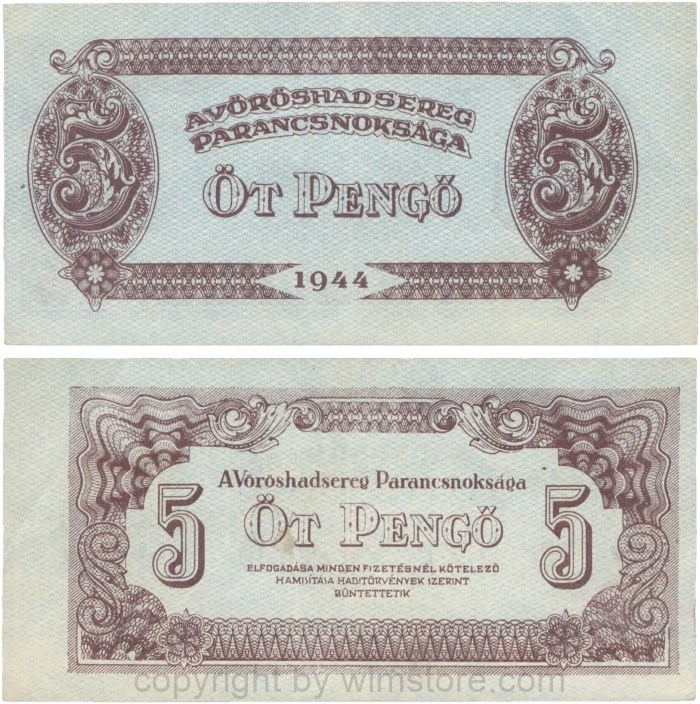 5
5
A VÖRÖSHADSEREG
PARANCSNOKSÁGA
ÖT PENGŐ
1944
A Vöröshadsereg Parancsnoksága
5
ÖT PENGŐ
5
ELFOGADÁSA MINDEN FIZETÉSNÉL KÖTELEZŐ
HAMISITÁSA HADITÖRVÉNYEK SZERINT
BÜNTETTETIK
copyright by wimstore.com